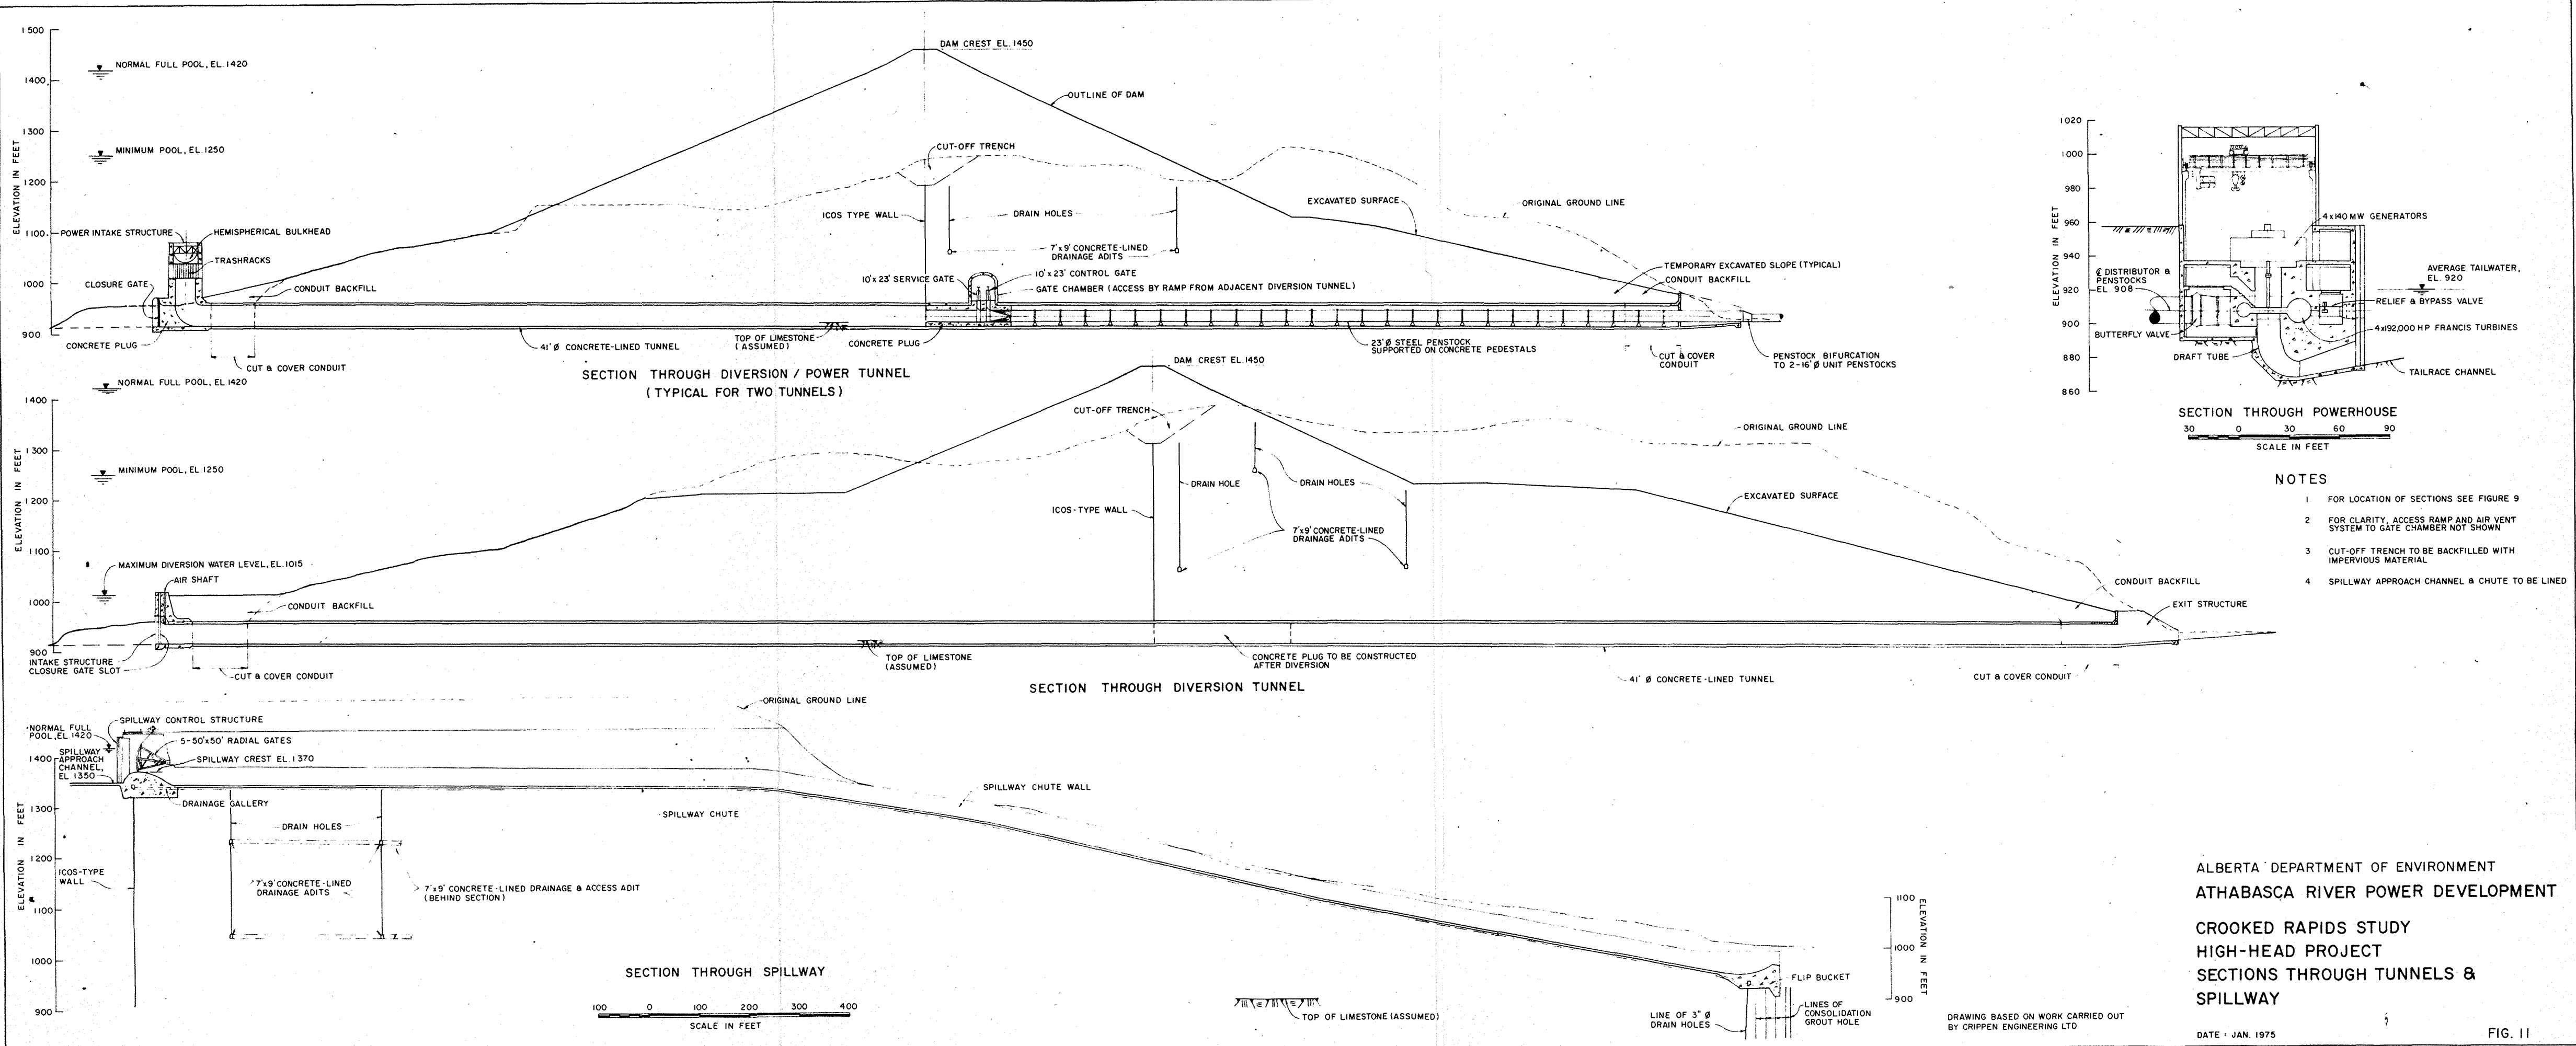 1500
1400
1300
1200
1100
1000
900
ELEVATION IN FEET
NORMAL FULL POOL, EL. 1420
MINIMUM POOL, EL. 1250
DAM CREST EL. 1450
OUTLINE OF DAM
CUT-OFF TRENCH
ICOS TYPE WALL
DRAIN HOLES
7'x9' CONCRETE-LINED
DRAINAGE ADITS
EXCAVATED SURFACE
ORIGINAL GROUND LINE
POWER INTAKE STRUCTURE
HEMISPHERICAL BULKHEAD
TRASHRACKS
CLOSURE GATE
CONDUIT BACKFILL
10'x 23' SERVICE GATE
10'x 23' CONTROL GATE
GATE CHAMBER (ACCESS BY RAMP FROM ADJACENT DIVERSION TUNNEL)
TEMPORARY EXCAVATED SLOPE (TYPICAL)
CONDUIT BACKFILL
CONCRETE PLUG
CUT & COVER CONDUIT
41' Ø CONCRETE-LINED TUNNEL
TOP OF LIMESTONE
(ASSUMED)
CONCRETE PLUG
23' Ø STEEL PENSTOCK
SUPPORTED ON CONCRETE PEDESTALS
CUT & COVER
CONDUIT
PENSTOCK BIFURCATION
TO 2-16' Ø UNIT PENSTOCKS
SECTION THROUGH DIVERSION / POWER TUNNEL
(TYPICAL FOR TWO TUNNELS)
1020
1000
980
960
940
920
900
880
860
ELEVATION IN FEET
4x140 MW GENERATORS
℄ DISTRIBUTOR &
PENSTOCKS
EL. 908
AVERAGE TAILWATER,
EL. 920
RELIEF & BYPASS VALVE
BUTTERFLY VALVE
4x192,000 HP FRANCIS TURBINES
DRAFT TUBE
TAILRACE CHANNEL
SECTION THROUGH POWERHOUSE
30 0 30 60 90
SCALE IN FEET
NORMAL FULL POOL, EL 1420
1400
1300
1200
1100
1000
900
ELEVATION IN FEET
MINIMUM POOL, EL 1250
MAXIMUM DIVERSION WATER LEVEL, EL. 1015
AIR SHAFT
CONDUIT BACKFILL
INTAKE STRUCTURE
CLOSURE GATE SLOT
CUT & COVER CONDUIT
DAM CREST EL. 1450
CUT-OFF TRENCH
ICOS-TYPE WALL
DRAIN HOLE
DRAIN HOLES
7'x9' CONCRETE-LINED
DRAINAGE ADITS
ORIGINAL GROUND LINE
EXCAVATED SURFACE
CONDUIT BACKFILL
EXIT STRUCTURE
TOP OF LIMESTONE
(ASSUMED)
CONCRETE PLUG TO BE CONSTRUCTED
AFTER DIVERSION
41' Ø CONCRETE-LINED TUNNEL
CUT & COVER CONDUIT
SECTION THROUGH DIVERSION TUNNEL
NOTES
1 FOR LOCATION OF SECTIONS SEE FIGURE 9
2 FOR CLARITY, ACCESS RAMP AND AIR VENT
SYSTEM TO GATE CHAMBER NOT SHOWN
3 CUT-OFF TRENCH TO BE BACKFILLED WITH
IMPERVIOUS MATERIAL
4 SPILLWAY APPROACH CHANNEL & CHUTE TO BE LINED
ORIGINAL GROUND LINE
SPILLWAY CONTROL STRUCTURE
NORMAL FULL
POOL, EL. 1420
5-50'x50' RADIAL GATES
SPILLWAY
APPROACH
CHANNEL,
EL 1350
SPILLWAY CREST EL. 1370
1400
1300
1200
1100
1000
900
ELEVATION IN FEET
DRAINAGE GALLERY
DRAIN HOLES
ICOS-TYPE
WALL
7'x9' CONCRETE-LINED
DRAINAGE ADITS
7'x9' CONCRETE-LINED DRAINAGE & ACCESS ADIT
(BEHIND SECTION)
SPILLWAY CHUTE
SPILLWAY CHUTE WALL
SECTION THROUGH SPILLWAY
100 0 100 200 300 400
SCALE IN FEET
TOP OF LIMESTONE (ASSUMED)
1100
1000
900
ELEVATION IN FEET
FLIP BUCKET
LINE OF 3" Ø
DRAIN HOLES
LINES OF
CONSOLIDATION
GROUT HOLE
DRAWING BASED ON WORK CARRIED OUT
BY CRIPPEN ENGINEERING LTD
ALBERTA DEPARTMENT OF ENVIRONMENT
ATHABASCA RIVER POWER DEVELOPMENT
CROOKED RAPIDS STUDY
HIGH-HEAD PROJECT
SECTIONS THROUGH TUNNELS &
SPILLWAY
DATE : JAN. 1975
FIG. 11